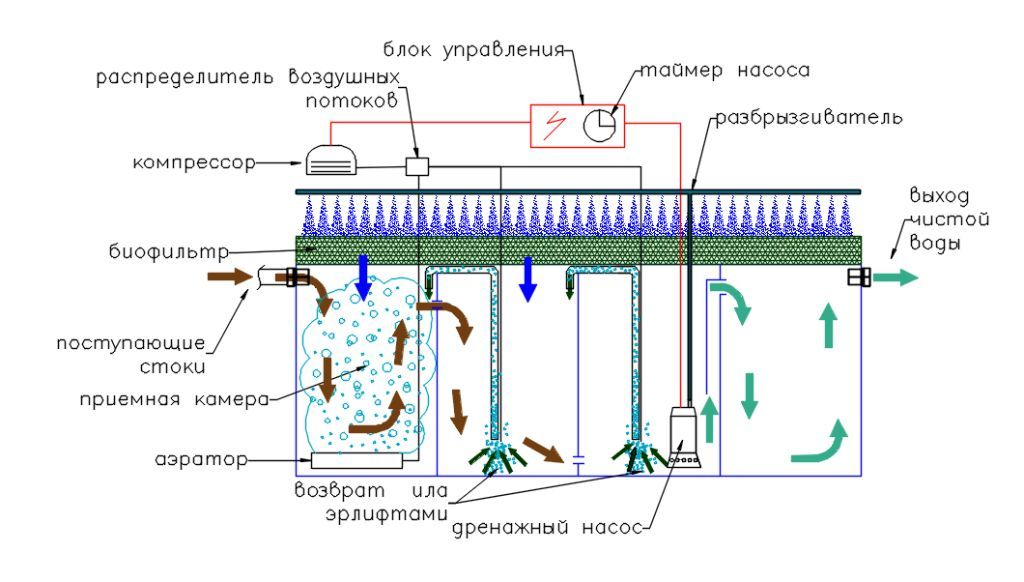 блок управления
таймер насоса
распределитель воздушных
потоков
разбрызгиватель
компрессор
выход
чистой
воды
биофильтр
поступающие
стоки
приемная камера
аэратор
возврат ила
эрлифтами
дренажный насос